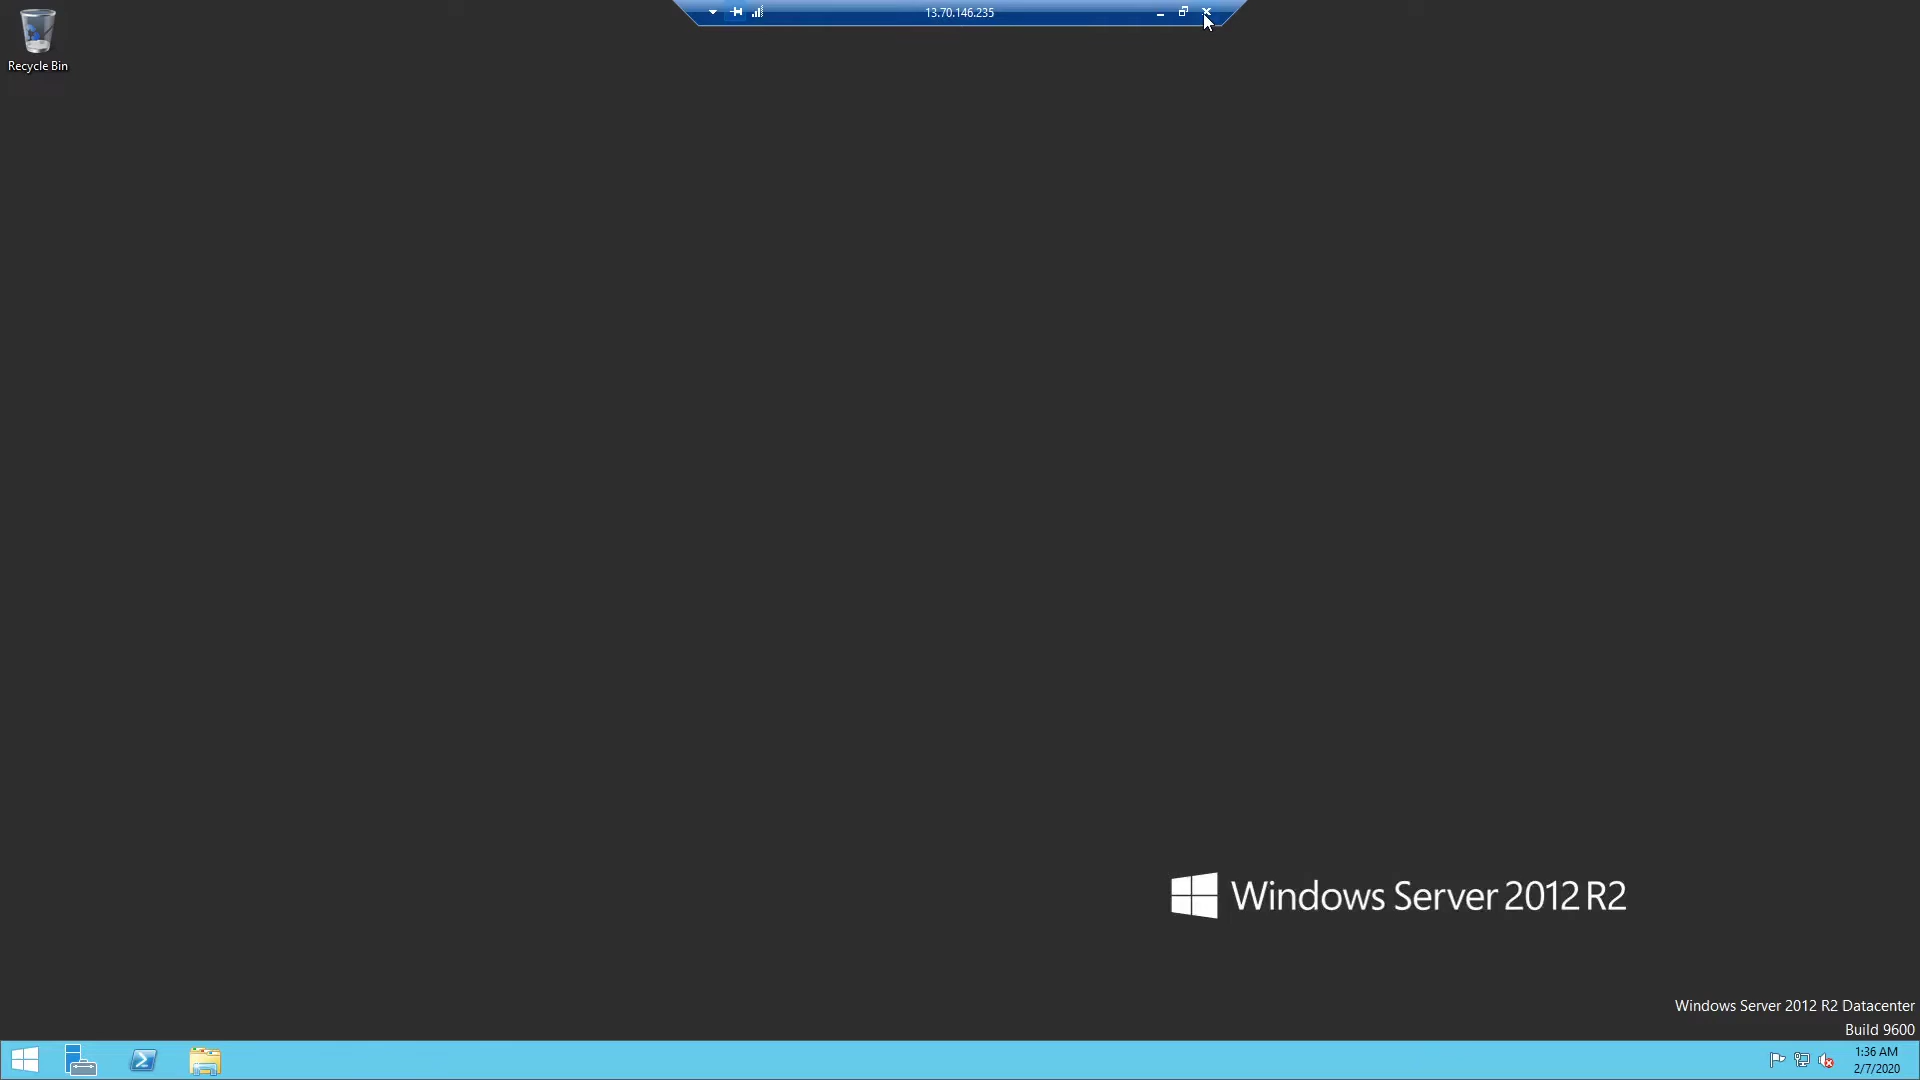 13.70.146.235
Recycle Bin
Windows Server 2012 R2
Windows Server 2012 R2 Datacenter
Build 9600
1:36 AM
2/7/2020